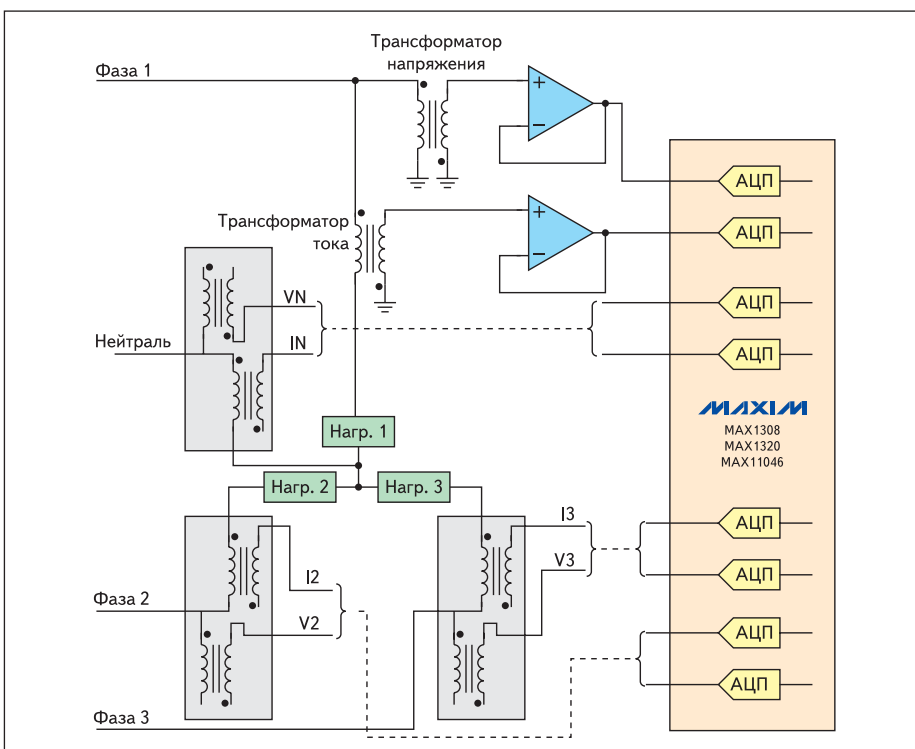 Трансформатор
напряжения
Фаза 1
+
−
АЦП
Трансформатор
тока
+
−
АЦП
VN
АЦП
Нейтраль
IN
АЦП
MAXIM
MAX1308
MAX1320
MAX11046
Нагр. 1
Нагр. 2
Нагр. 3
I3
АЦП
V3
АЦП
I2
Фаза 2
V2
АЦП
АЦП
Фаза 3